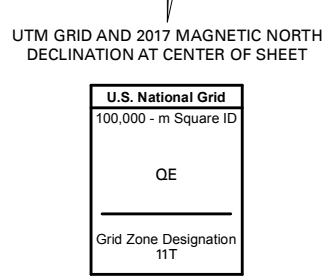 UTM GRID AND 2017 MAGNETIC NORTH
DECLINATION AT CENTER OF SHEET
U.S. National Grid
100,000 - m Square ID
QE
Grid Zone Designation
11T